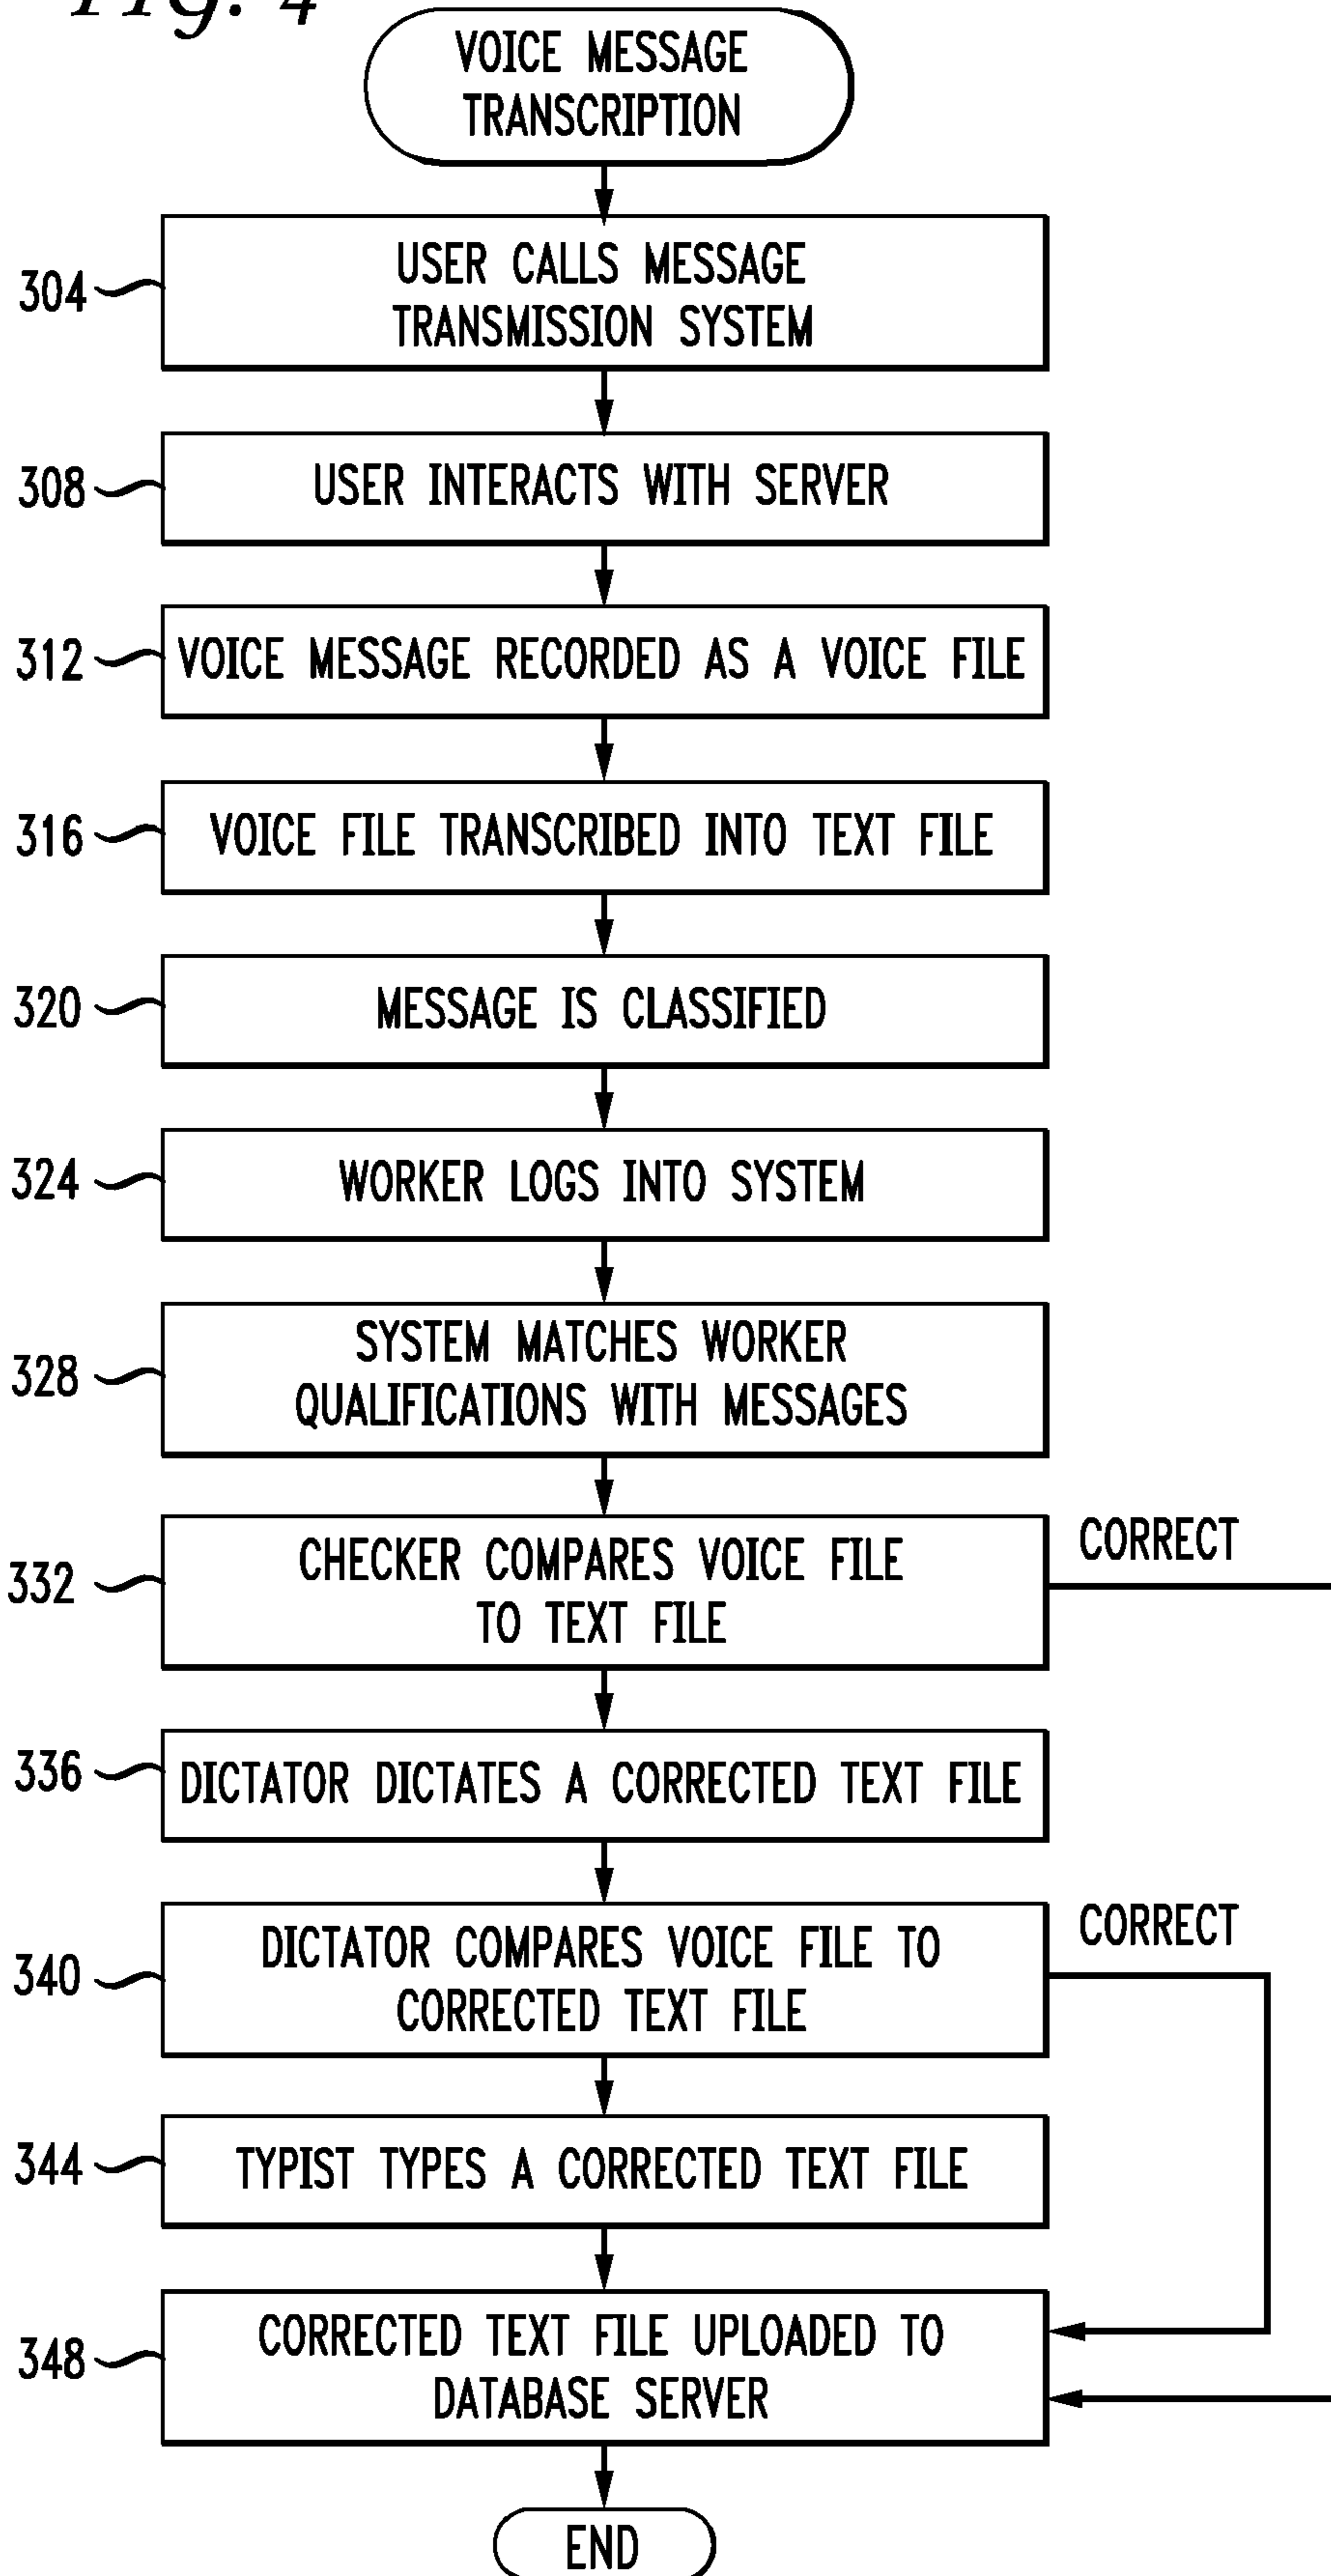 FIG. 4
VOICE MESSAGE
TRANSCRIPTION
304
USER CALLS MESSAGE
TRANSMISSION SYSTEM
308
USER INTERACTS WITH SERVER
312
VOICE MESSAGE RECORDED AS A VOICE FILE
316
VOICE FILE TRANSCRIBED INTO TEXT FILE
320
MESSAGE IS CLASSIFIED
324
WORKER LOGS INTO SYSTEM
328
SYSTEM MATCHES WORKER
QUALIFICATIONS WITH MESSAGES
332
CHECKER COMPARES VOICE FILE
TO TEXT FILE
CORRECT
336
DICTATOR DICTATES A CORRECTED TEXT FILE
340
DICTATOR COMPARES VOICE FILE TO
CORRECTED TEXT FILE
CORRECT
344
TYPIST TYPES A CORRECTED TEXT FILE
348
CORRECTED TEXT FILE UPLOADED TO
DATABASE SERVER
END